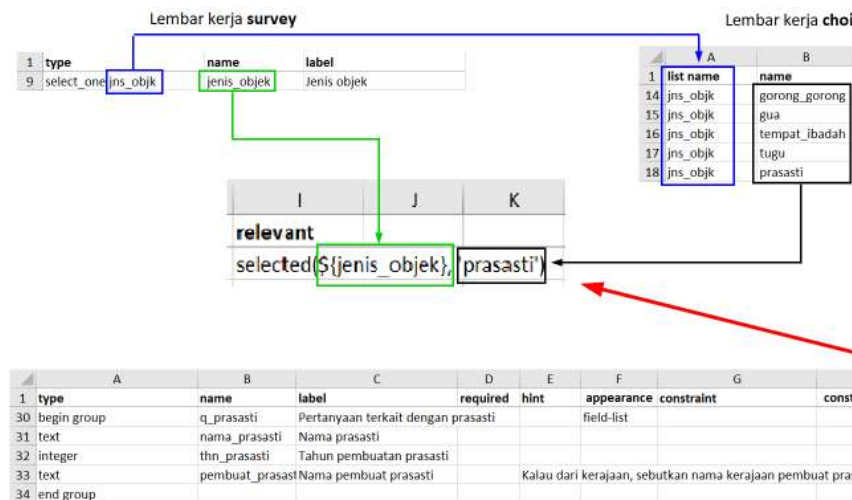 Lembar kerja survey
Lembar kerja
A B
1 type name label
9 select_one jns_objk jenis_objek Jenis objek
1 list name name
14 jns_objk gorong_gorong
15 jns_objk gua
16 jns_objk tempat_ibadah
17 jns_objk tugu
18 jns_objk prasasti
I J K
relevant
selected(${jenis_objek}, 'prasasti')
A B C D E F G
1 type name label required hint appearance constraint
30 begin group q_prasasti Pertanyaan terkait dengan prasasti field-list
31 text nama_prasasti Nama prasasti
32 integer thn_prasasti Tahun pembuatan prasasti
33 text pembuat_prasast Nama pembuat prasasti Kalau dari kerajaan, sebutkan nama kerajaan pembuat
34 end group